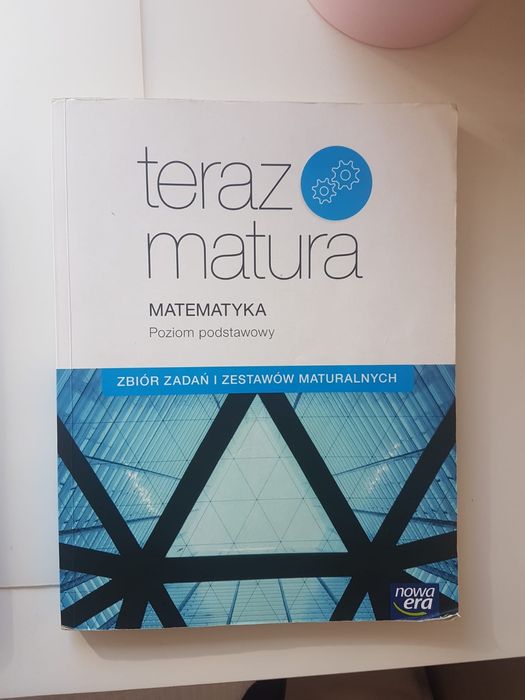 teraz
matura
MATEMATYKA
Poziom podstawowy
ZBIÓR ZADAŃ I ZESTAWÓW MATURALNYCH
nowa
era